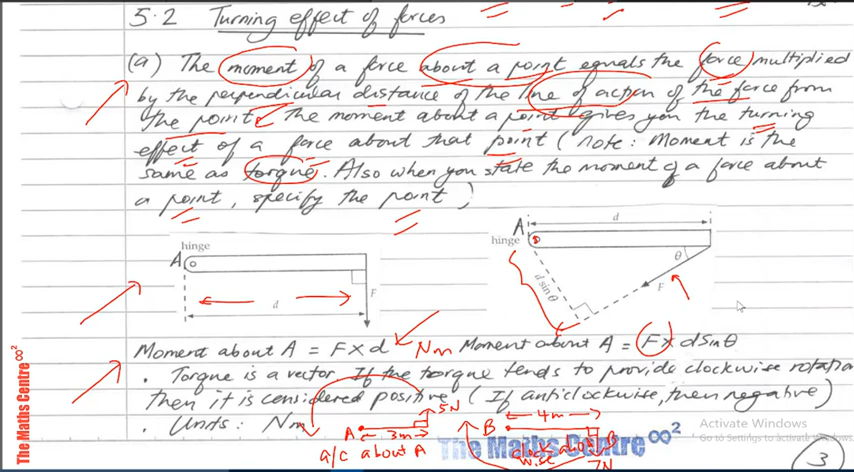 5.2 Turning effect of forces
(a) The moment of a force about a point equals the force multiplied
by the perpendicular distance of the line of action of the force from
the point. The moment about a point gives you the turning
effect of a force about that point (note: Moment is the
same as torque. Also when you state the moment of a force about
a point, specify the point)
A
hinge
F
d
A
hinge
d
θ
F
d sin θ
Moment about A = F × d
Nm
Moment about A = F × d Sinθ
. Torque is a vector. If the torque tends to provide clockwise rotation
then it is considered positive (If anticlockwise, then negative)
. Units: Nm
A
3m
5N
a/c about A
B
4m
7N
clock wise about B
The Maths Centre ∞²
The Maths Centre ∞²
Activate Windows
Go to Settings to activate Windows.
3